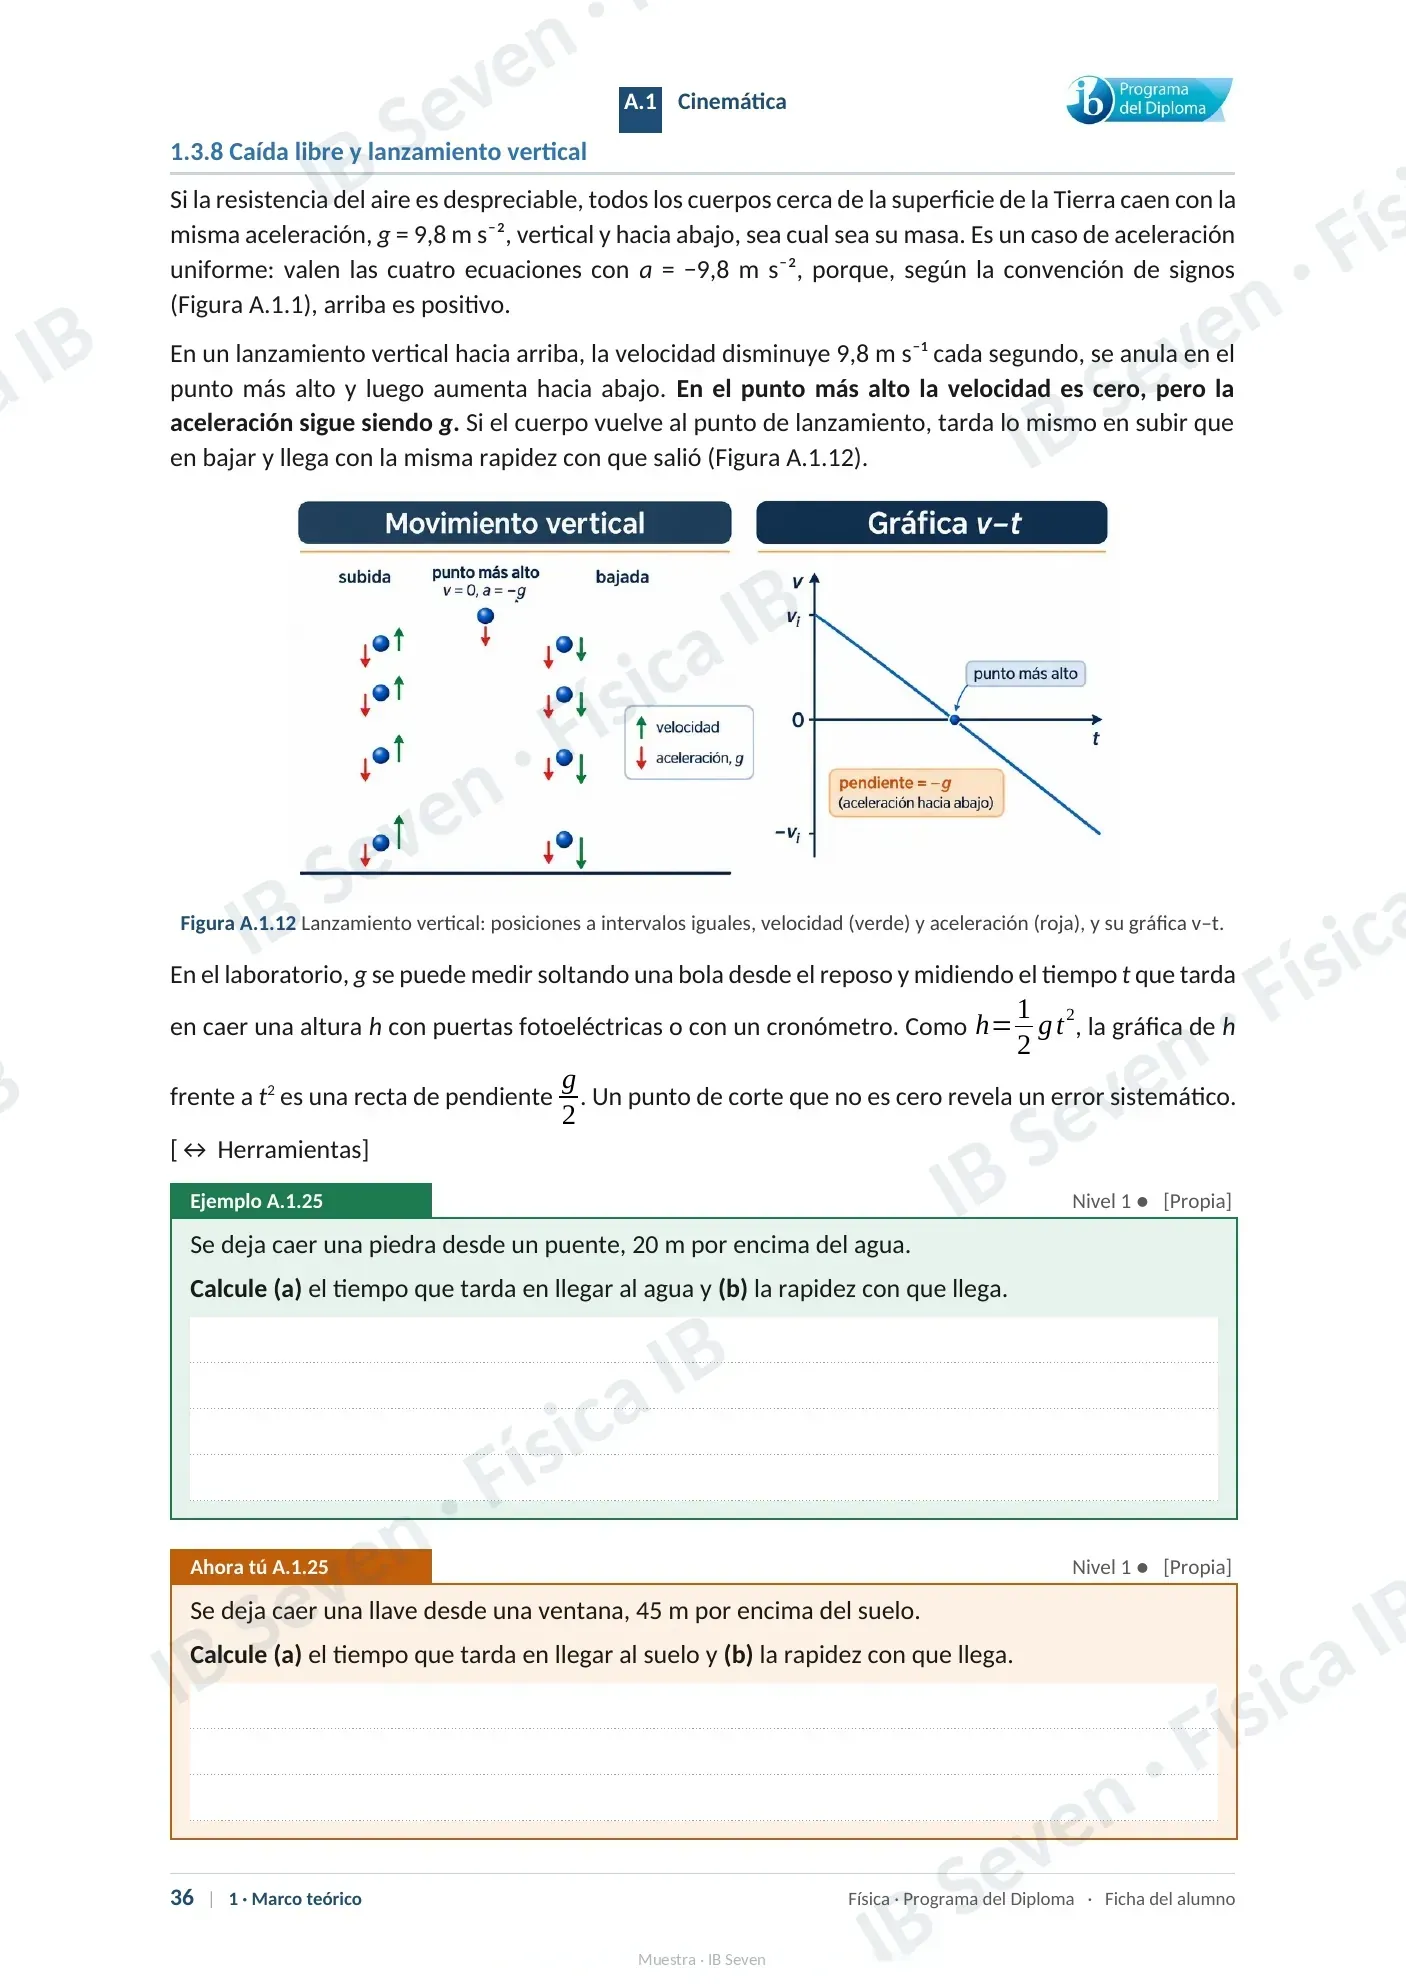 A.1 Cinemática
Programa
del Diploma
1.3.8 Caída libre y lanzamiento vertical
Si la resistencia del aire es despreciable, todos los cuerpos cerca de la superficie de la Tierra caen con la
misma aceleración, g = 9,8 m s⁻², vertical y hacia abajo, sea cual sea su masa. Es un caso de aceleración
uniforme: valen las cuatro ecuaciones con a = −9,8 m s⁻², porque, según la convención de signos
(Figura A.1.1), arriba es positivo.
En un lanzamiento vertical hacia arriba, la velocidad disminuye 9,8 m s⁻¹ cada segundo, se anula en el
punto más alto y luego aumenta hacia abajo. En el punto más alto la velocidad es cero, pero la
aceleración sigue siendo g. Si el cuerpo vuelve al punto de lanzamiento, tarda lo mismo en subir que
en bajar y llega con la misma rapidez con que salió (Figura A.1.12).
Movimiento vertical
subida
punto más alto
v = 0, a = −g
bajada
velocidad
aceleración, g
Gráfica v–t
v
vᵢ
punto más alto
0
t
pendiente = −g
(aceleración hacia abajo)
−vᵢ
Figura A.1.12 Lanzamiento vertical: posiciones a intervalos iguales, velocidad (verde) y aceleración (roja), y su gráfica v–t.
En el laboratorio, g se puede medir soltando una bola desde el reposo y midiendo el tiempo t que tarda
en caer una altura h con puertas fotoeléctricas o con un cronómetro. Como h = 1/2 g t², la gráfica de h
frente a t² es una recta de pendiente g/2. Un punto de corte que no es cero revela un error sistemático.
[ ↔ Herramientas]
Ejemplo A.1.25 Nivel 1 ● [Propia]
Se deja caer una piedra desde un puente, 20 m por encima del agua.
Calcule (a) el tiempo que tarda en llegar al agua y (b) la rapidez con que llega.
Ahora tú A.1.25 Nivel 1 ● [Propia]
Se deja caer una llave desde una ventana, 45 m por encima del suelo.
Calcule (a) el tiempo que tarda en llegar al suelo y (b) la rapidez con que llega.
36 | 1 · Marco teórico Física · Programa del Diploma · Ficha del alumno
Muestra · IB Seven
IB Seven · Física IB